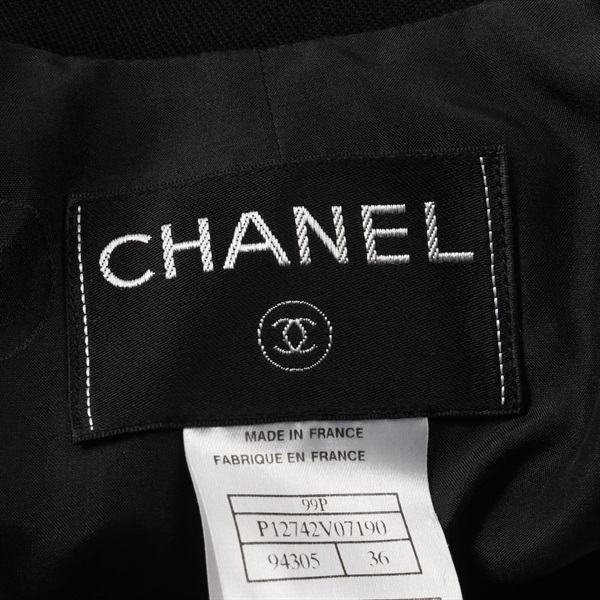 CHANEL
MADE IN FRANCE
FABRIQUE EN FRANCE
99P
P12742V07190
94305 36